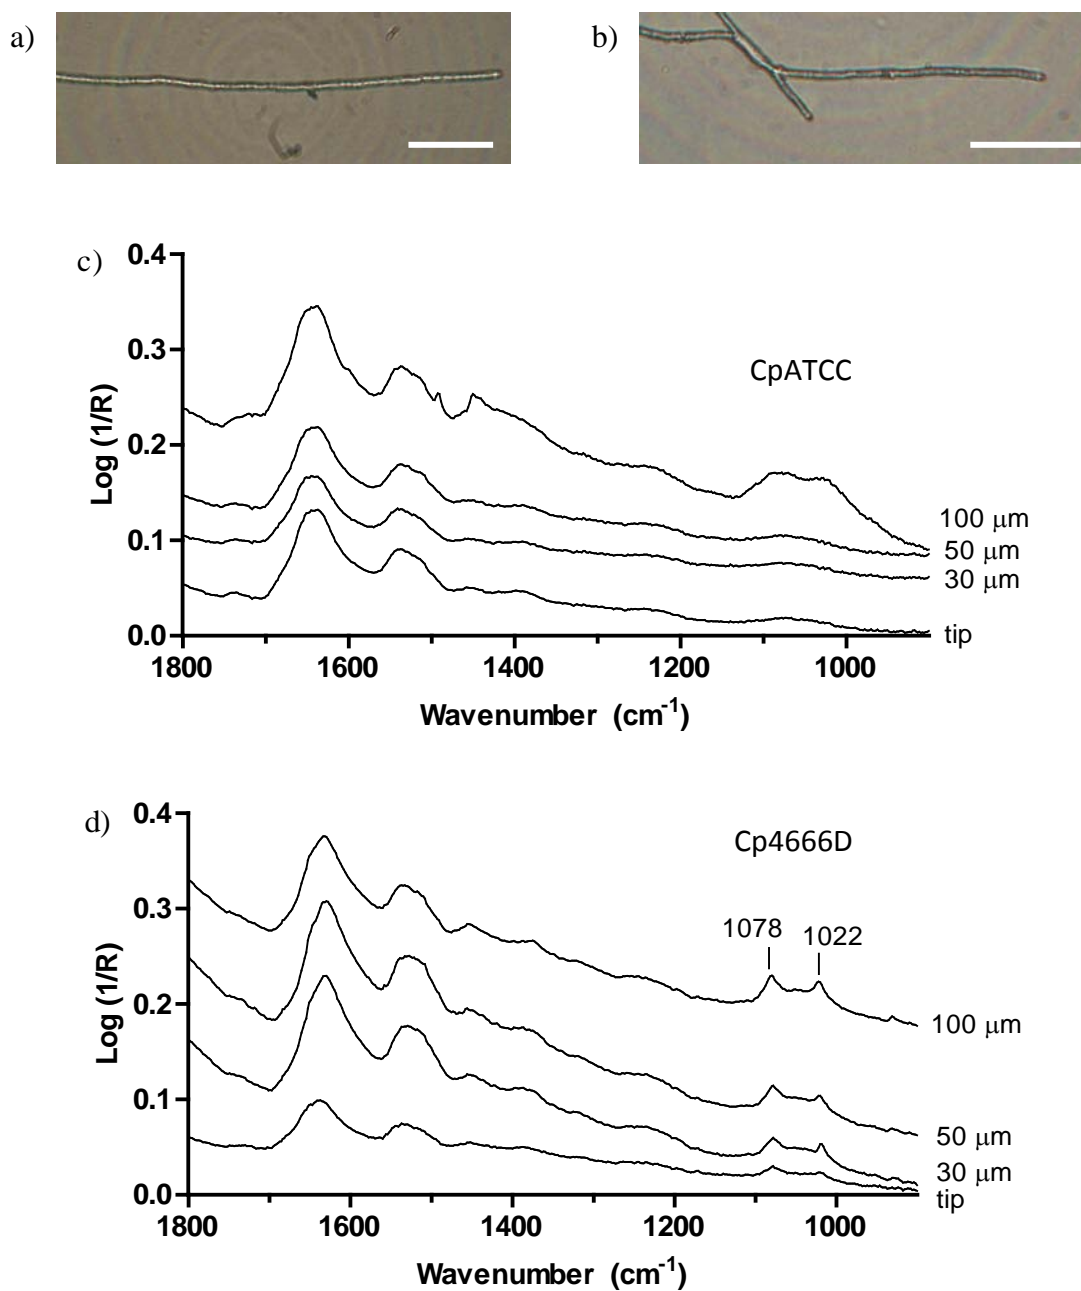 a)
b)
c)
0.4
0.3
0.2
0.1
0.0
Log (1/R)
CpATCC
100 μm
50 μm
30 μm
tip
1800 1600 1400 1200 1000
Wavenumber (cm⁻¹)
d)
0.4
0.3
0.2
0.1
0.0
Log (1/R)
Cp4666D
1078 1022
100 μm
50 μm
30 μm
tip
1800 1600 1400 1200 1000
Wavenumber (cm⁻¹)